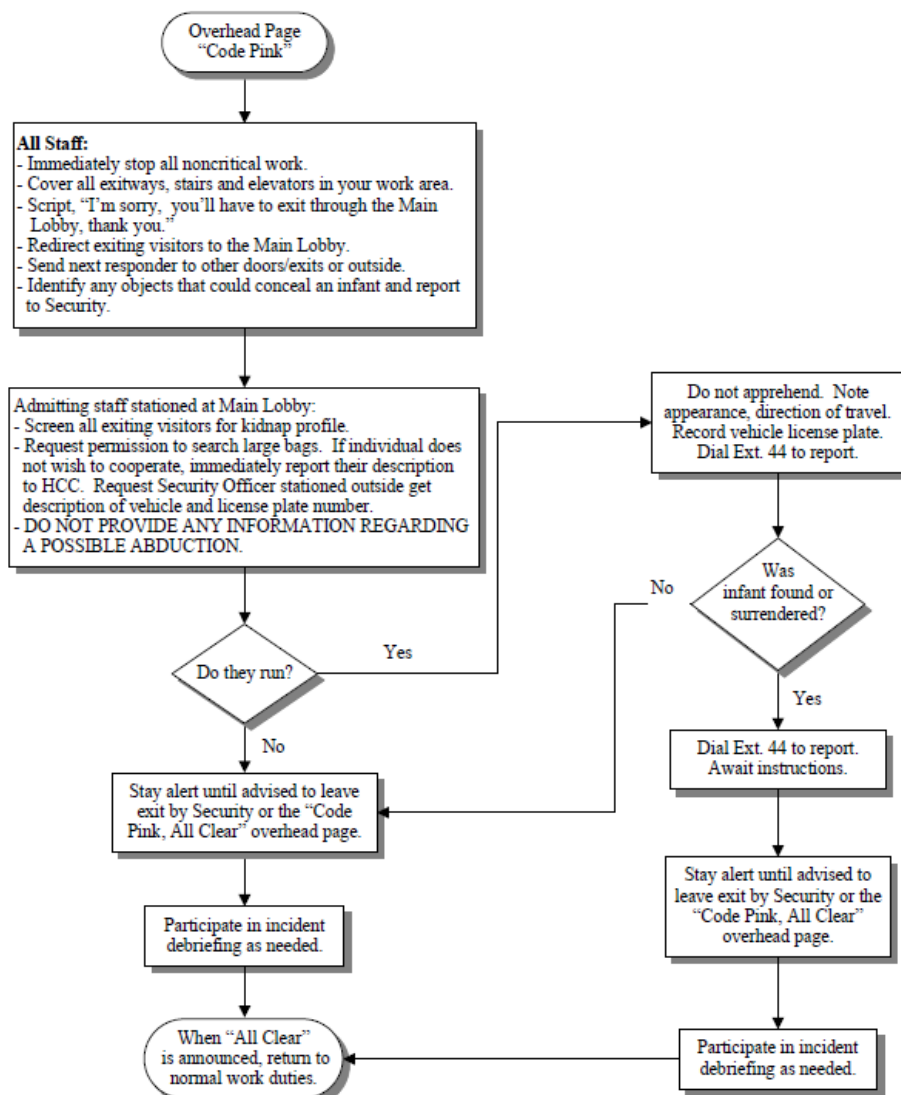 Overhead Page
“Code Pink”
All Staff:
- Immediately stop all noncritical work.
- Cover all exitways, stairs and elevators in your work area.
- Script, “I’m sorry,  you’ll have to exit through the Main
Lobby, thank you.”
- Redirect exiting visitors to the Main Lobby.
- Send next responder to other doors/exits or outside.
- Identify any objects that could conceal an infant and report
to Security.
Admitting staff stationed at Main Lobby:
- Screen all exiting visitors for kidnap profile.
- Request permission to search large bags.  If individual does
not wish to cooperate, immediately report their description
to HCC.  Request Security Officer stationed outside get
description of vehicle and license plate number.
- DO NOT PROVIDE ANY INFORMATION REGARDING
A POSSIBLE ABDUCTION.
Do they run?
Yes
No
Do not apprehend.  Note
appearance, direction of travel.
Record vehicle license plate.
Dial Ext. 44 to report.
Was
infant found or
surrendered?
No
Yes
Dial Ext. 44 to report.
Await instructions.
Stay alert until advised to
leave exit by Security or the
“Code Pink, All Clear”
overhead page.
Participate in incident
debriefing as needed.
Stay alert until advised to leave
exit by Security or the “Code
Pink, All Clear” overhead page.
Participate in incident
debriefing as needed.
When “All Clear”
is announced, return to
normal work duties.